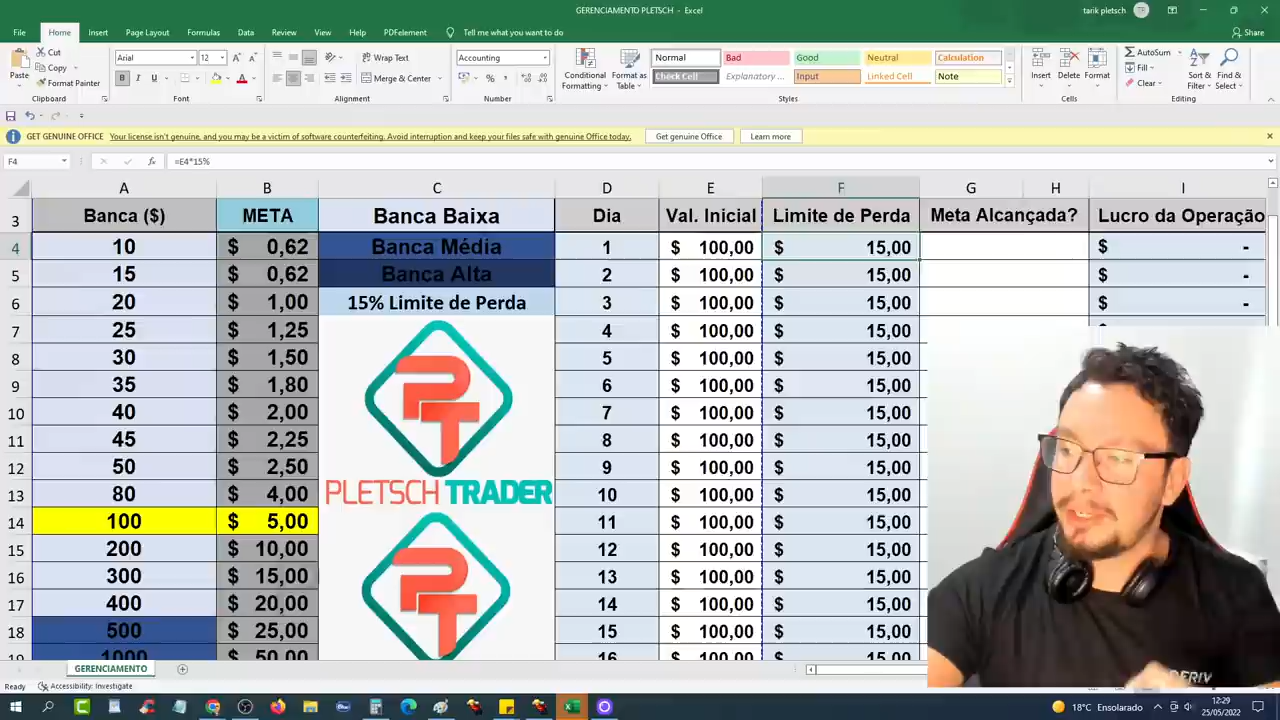 GERENCIAMENTO PLETSCH - Excel
tarik pletsch
TP
File Home Insert Page Layout Formulas Data Review View Help PDFelement Tell me what you want to do
Share
Paste
Cut
Copy
Format Painter
Clipboard
Arial 12
B I U
Font
Wrap Text
Merge & Center
Alignment
Accounting
Number
Conditional Formatting
Format as Table
Normal Bad Good Neutral Calculation
Check Cell Explanatory ... Input Linked Cell Note
Styles
Insert Delete Format
Cells
AutoSum
Fill
Clear
Sort & Filter
Find & Select
Editing
GET GENUINE OFFICE Your license isn't genuine, and you may be a victim of software counterfeiting. Avoid interruption and keep your files safe with genuine Office today. Get genuine Office Learn more
F4 fx =E4*15%
A B C D E F G H I
3 Banca ($) META Banca Baixa Dia Val. Inicial Limite de Perda Meta Alcançada? Lucro da Operação
4 10 $ 0,62 Banca Média 1 $ 100,00 $ 15,00 $ -
5 15 $ 0,62 Banca Alta 2 $ 100,00 $ 15,00 $ -
6 20 $ 1,00 15% Limite de Perda 3 $ 100,00 $ 15,00 $ -
7 25 $ 1,25 4 $ 100,00 $ 15,00
8 30 $ 1,50 5 $ 100,00 $ 15,00
9 35 $ 1,80 6 $ 100,00 $ 15,00
10 40 $ 2,00 7 $ 100,00 $ 15,00
11 45 $ 2,25 8 $ 100,00 $ 15,00
12 50 $ 2,50 9 $ 100,00 $ 15,00
13 80 $ 4,00 PLETSCH TRADER 10 $ 100,00 $ 15,00
14 100 $ 5,00 11 $ 100,00 $ 15,00
15 200 $ 10,00 12 $ 100,00 $ 15,00
16 300 $ 15,00 13 $ 100,00 $ 15,00
17 400 $ 20,00 14 $ 100,00 $ 15,00
18 500 $ 25,00 15 $ 100,00 $ 15,00
19 1000 $ 50,00 16 $ 100,00 $ 15,00
GERENCIAMENTO
Ready Accessibility: Investigate
18°C Ensolarado
12:29
25/05/2022